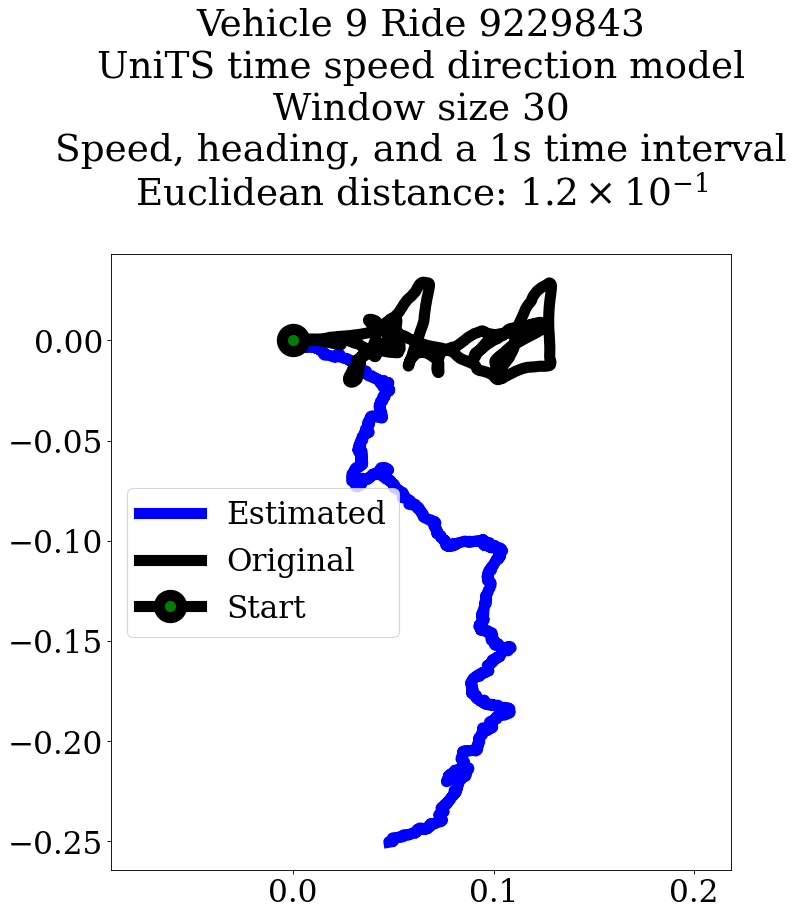 Vehicle 9 Ride 9229843
UniTS time speed direction model
Window size 30
Speed, heading, and a 1s time interval
Euclidean distance: 1.2 × 10⁻¹
0.00
−0.05
−0.10
−0.15
−0.20
−0.25
Estimated
Original
Start
0.0 0.1 0.2